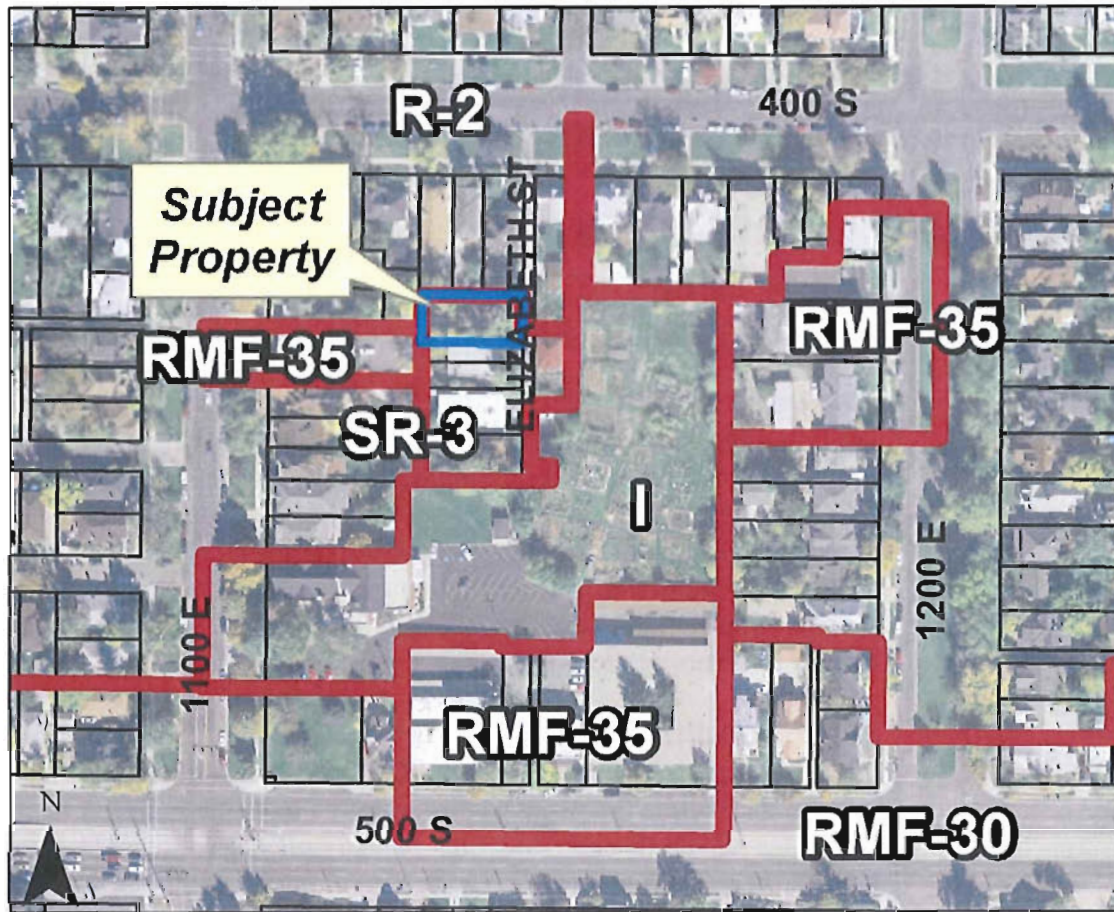 400 S
R-2
ELIZABETH ST
Subject
Property
RMF-35
RMF-35
SR-3
I
1200 E
1100 E
RMF-35
N
500 S
RMF-30